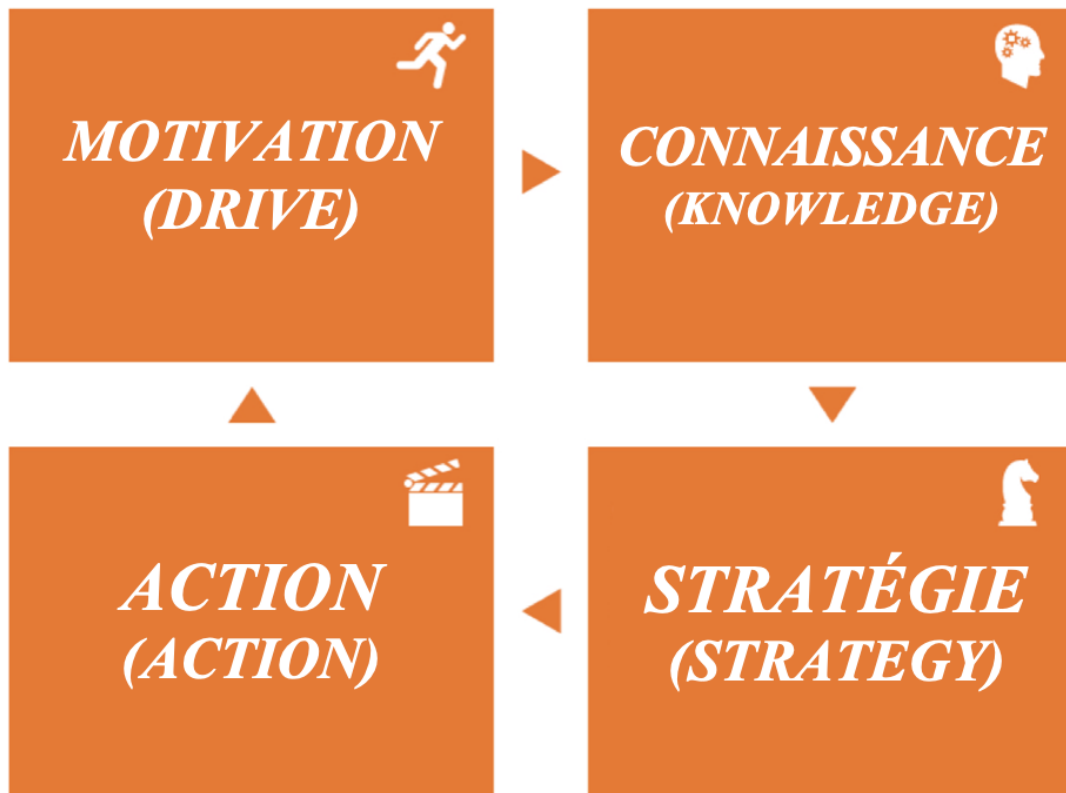 MOTIVATION
(DRIVE)
CONNAISSANCE
(KNOWLEDGE)
ACTION
(ACTION)
STRATÉGIE
(STRATEGY)